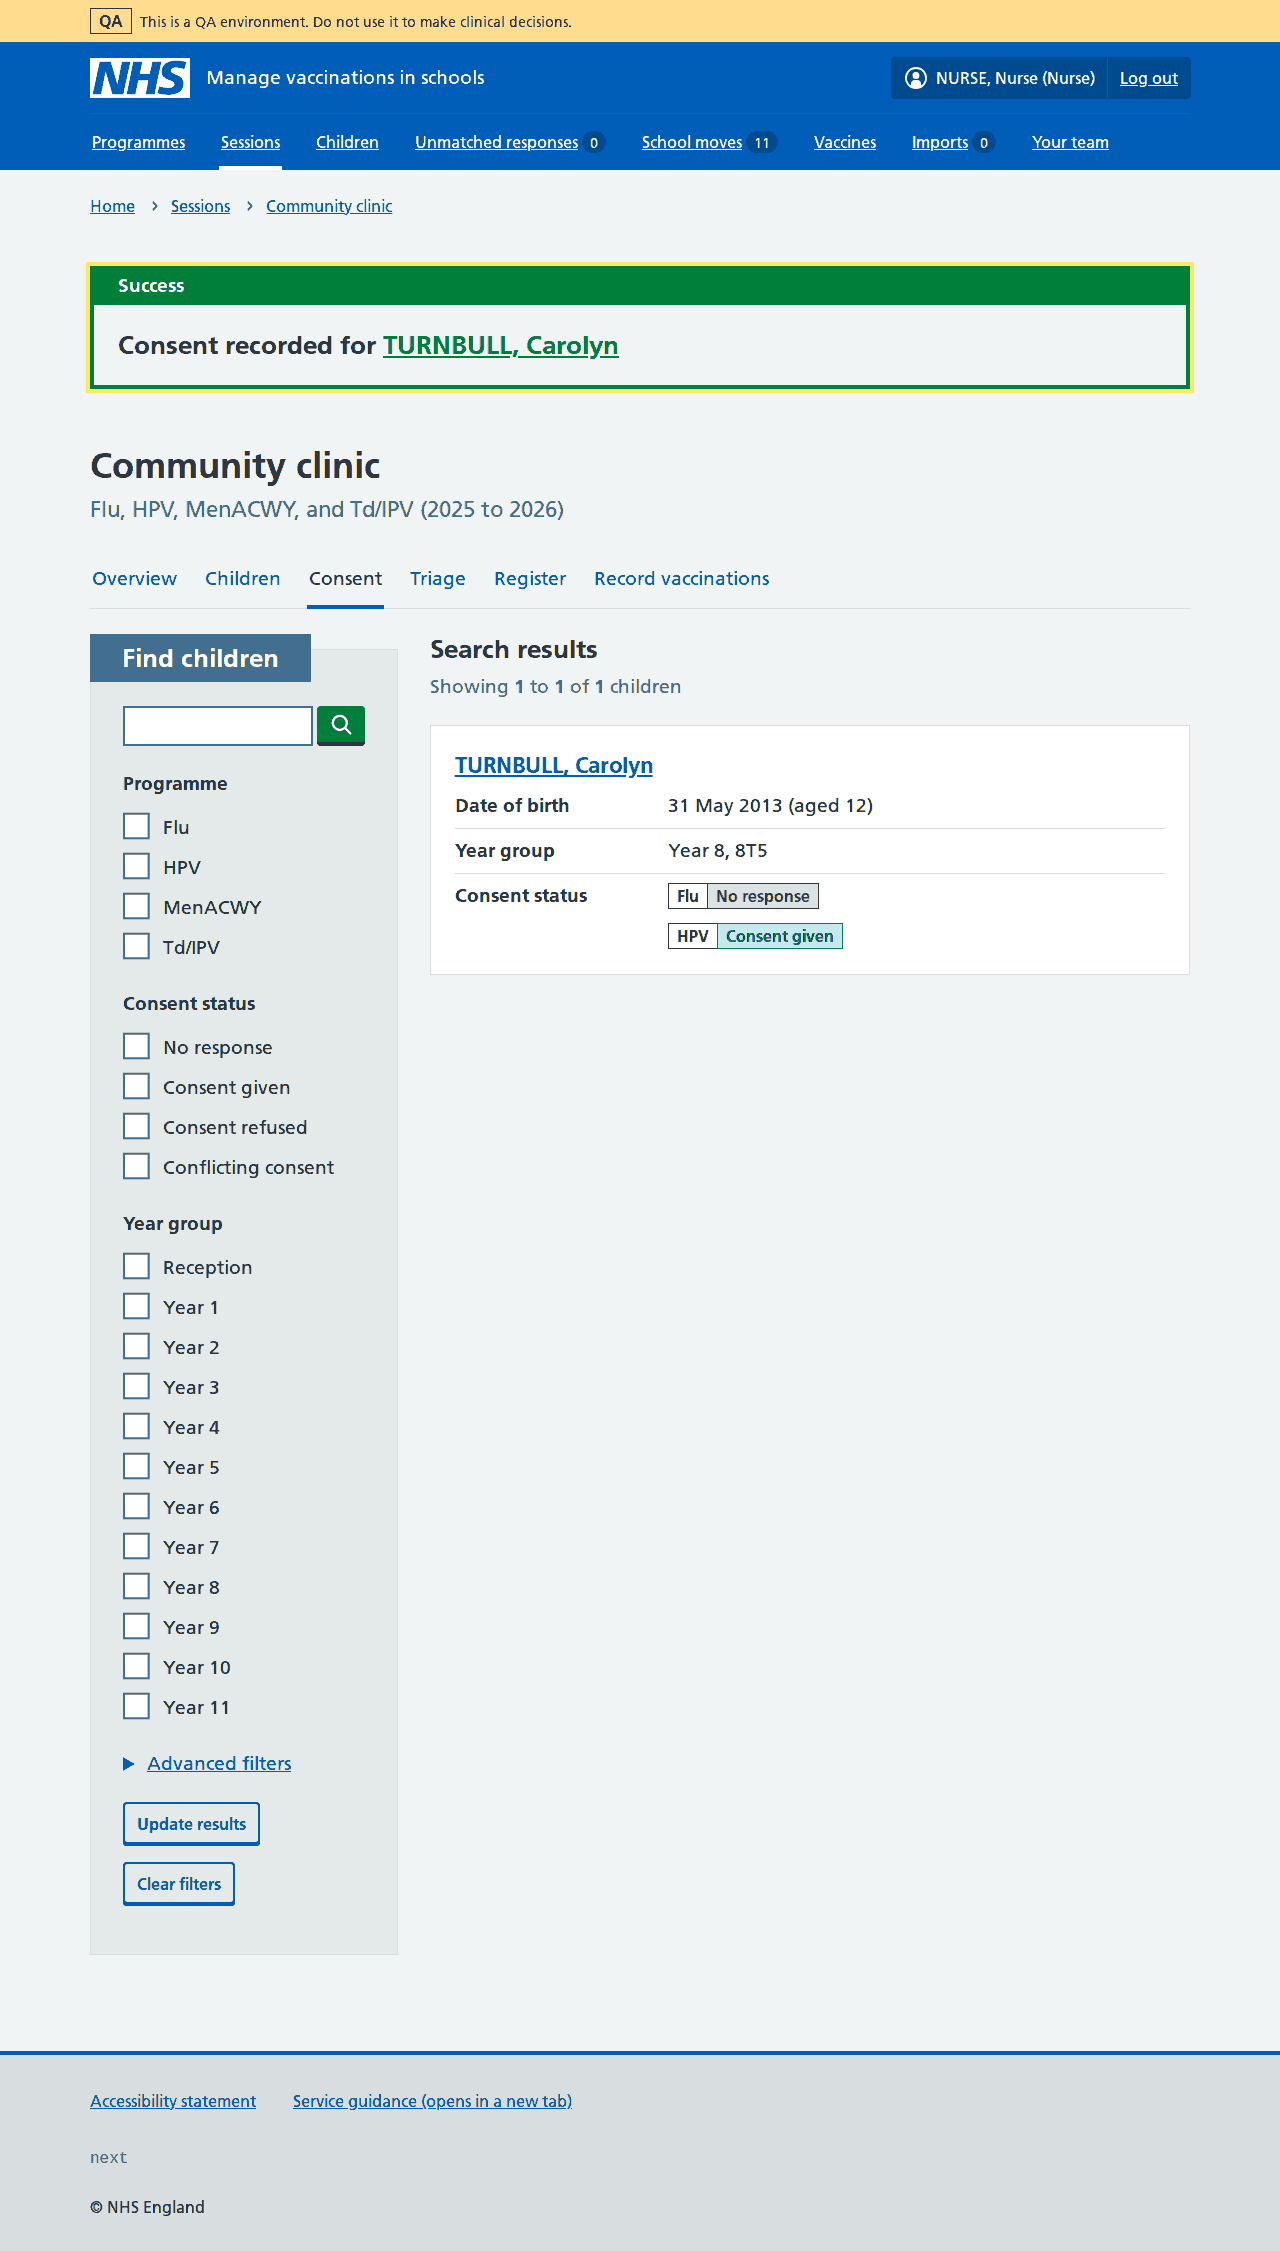 QA This is a QA environment. Do not use it to make clinical decisions.
NHS Manage vaccinations in schools
NURSE, Nurse (Nurse) Log out
Programmes Sessions Children Unmatched responses 0 School moves 11 Vaccines Imports 0 Your team
Home Sessions Community clinic
Success
Consent recorded for TURNBULL, Carolyn
Community clinic
Flu, HPV, MenACWY, and Td/IPV (2025 to 2026)
Overview Children Consent Triage Register Record vaccinations
Find children
Programme
Flu
HPV
MenACWY
Td/IPV
Consent status
No response
Consent given
Consent refused
Conflicting consent
Year group
Reception
Year 1
Year 2
Year 3
Year 4
Year 5
Year 6
Year 7
Year 8
Year 9
Year 10
Year 11
Advanced filters
Update results
Clear filters
Search results
Showing 1 to 1 of 1 children
TURNBULL, Carolyn
Date of birth 31 May 2013 (aged 12)
Year group Year 8, 8T5
Consent status Flu No response
HPV Consent given
Accessibility statement Service guidance (opens in a new tab)
next
© NHS England